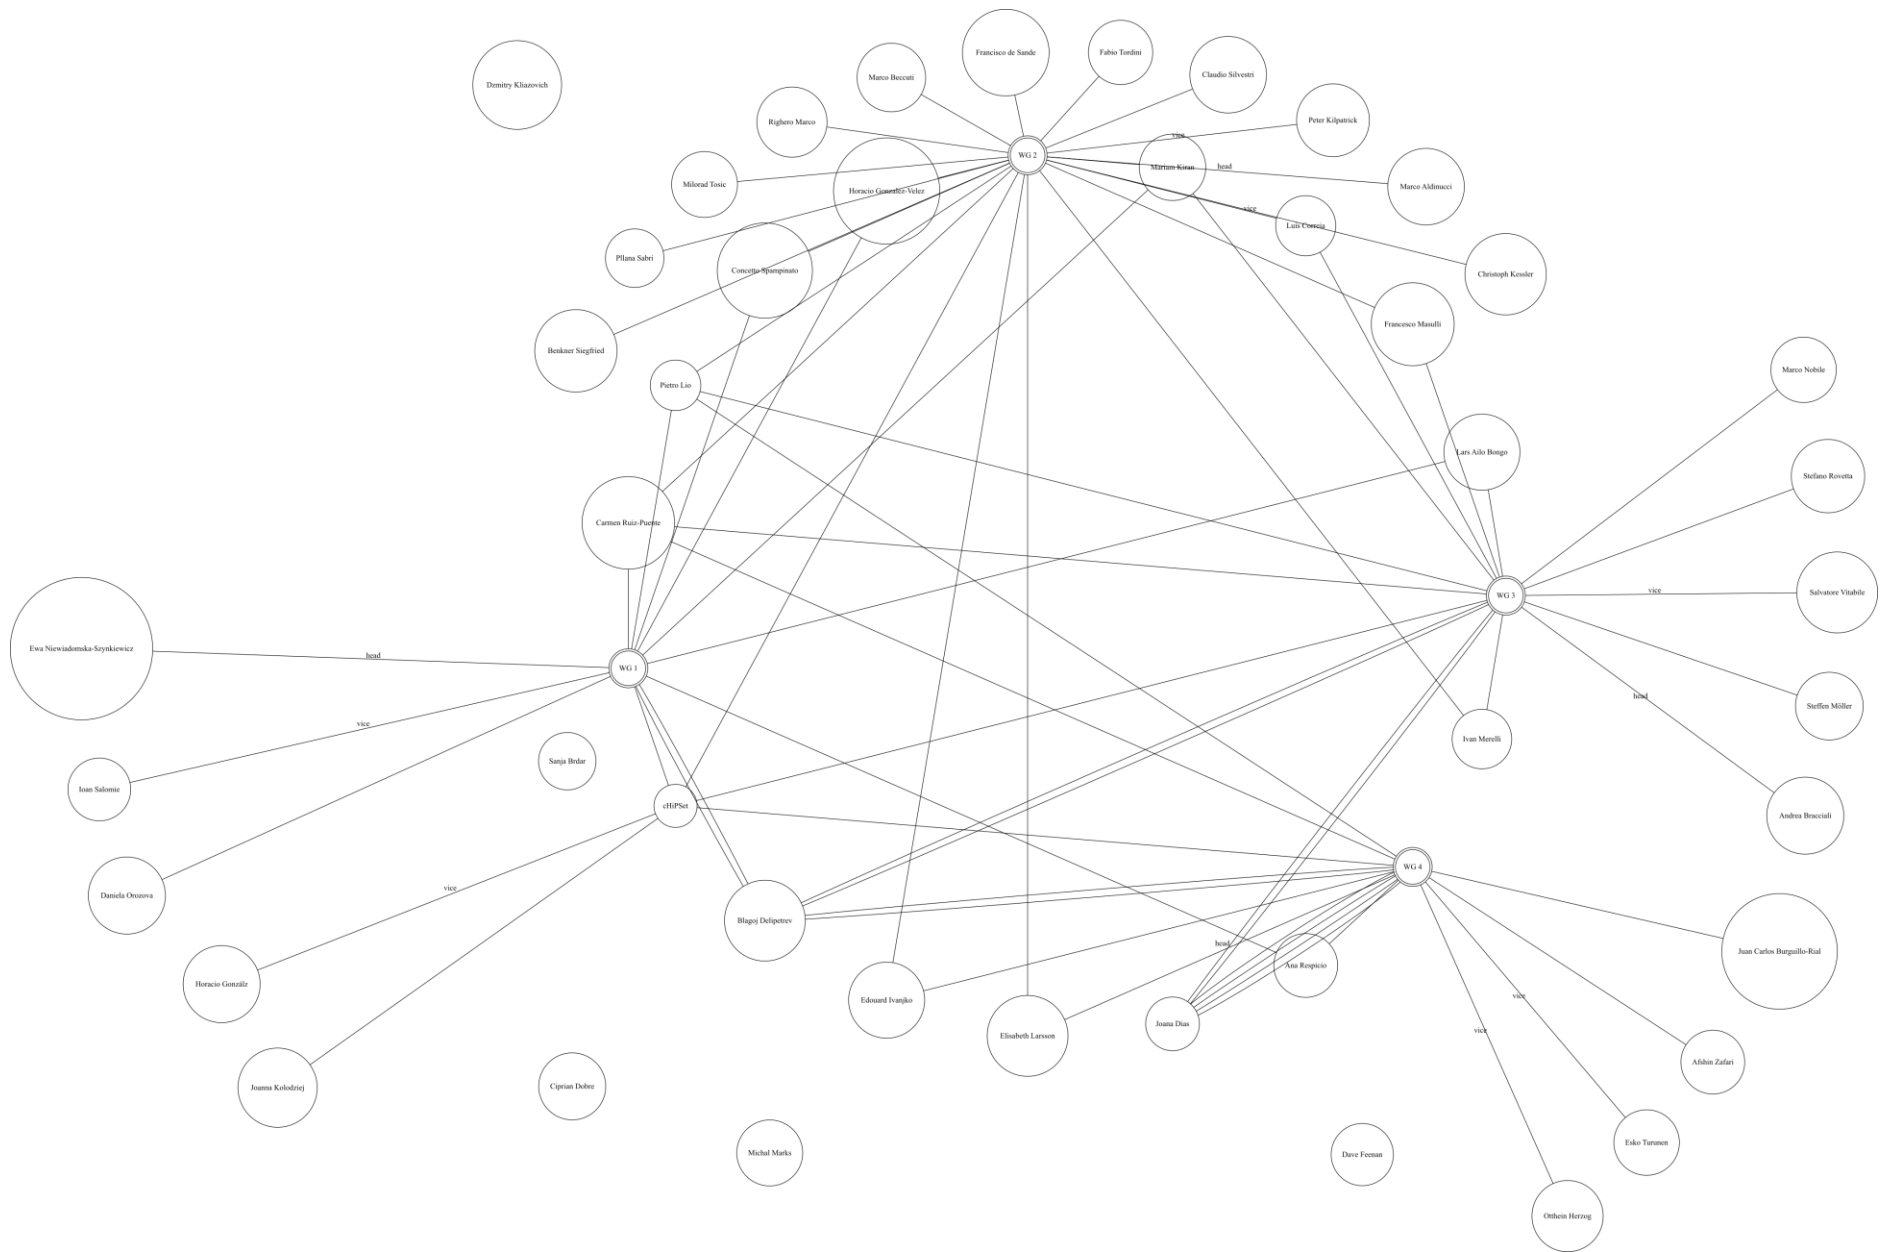 Francisco de Sande
Fabio Tordini
Claudio Silvestri
Marco Beccuti
Dzmitry Kliazovich
Righero Marco
Peter Kilpatrick
vice
WG 2
Mariam Kiran
head
Milorad Tosic
Marco Aldinucci
Horacio Gonzalez-Velez
vice
Luis Correia
Pllana Sabri
Concetto Spampinato
Christoph Kessler
Francesco Masulli
Benkner Siegfried
Marco Nobile
Pietro Lio
Lars Ailo Bongo
Stefano Rovetta
Carmen Ruiz-Puente
vice
Salvatore Vitabile
WG 3
Ewa Niewiadomska-Szynkiewicz
head
WG 1
head
Steffen Möller
vice
Ivan Merelli
Sanja Brdar
Ioan Salomie
cHiPSet
Andrea Bracciali
WG 4
vice
Daniela Orozova
Blagoj Delipetrev
head
Juan Carlos Burguillo-Rial
Ana Respicio
Horacio Gonzàlz
vice
Edouard Ivanjko
Joana Dias
vice
Elisabeth Larsson
Afshin Zafari
Joanna Kolodziej
Ciprian Dobre
Esko Turunen
Michal Marks
Dave Feenan
Otthein Herzog